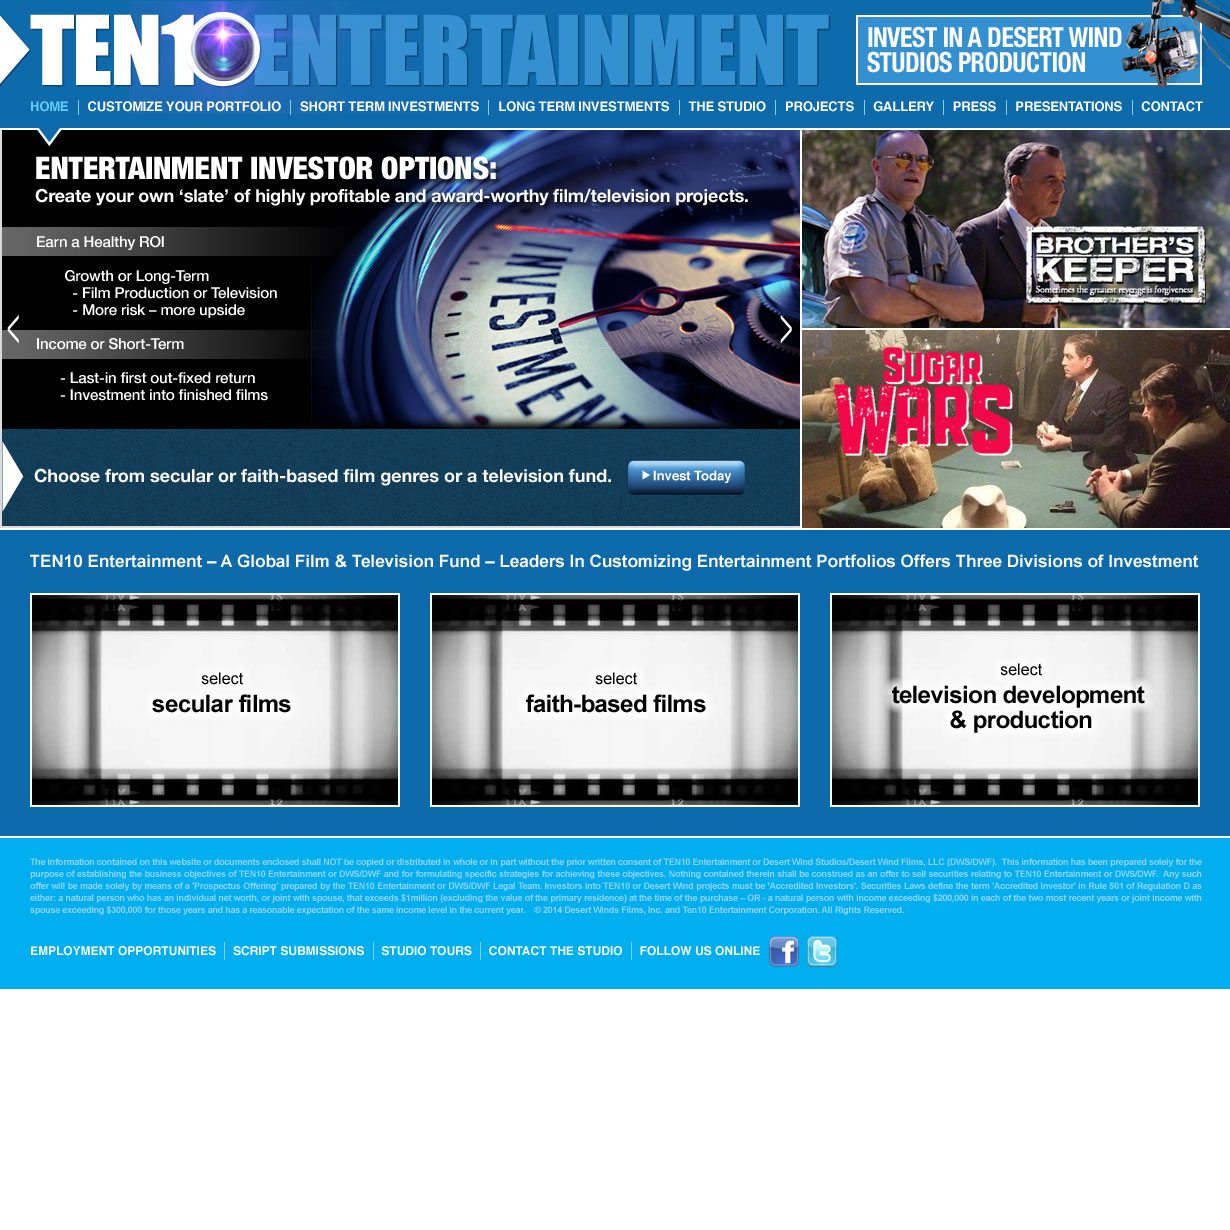 TEN10 ENTERTAINMENT
INVEST IN A DESERT WIND
STUDIOS PRODUCTION
HOME | CUSTOMIZE YOUR PORTFOLIO | SHORT TERM INVESTMENTS | LONG TERM INVESTMENTS | THE STUDIO | PROJECTS | GALLERY | PRESS | PRESENTATIONS | CONTACT
ENTERTAINMENT INVESTOR OPTIONS:
Create your own ‘slate’ of highly profitable and award-worthy film/television projects.
Earn a Healthy ROI
Growth or Long-Term
- Film Production or Television
- More risk – more upside
Income or Short-Term
- Last-in first out-fixed return
- Investment into finished films
INVESTMENT
BROTHER'S
KEEPER
Sometimes the greatest revenge is forgiveness
SUGAR
WARS
Choose from secular or faith-based film genres or a television fund.
Invest Today
TEN10 Entertainment – A Global Film & Television Fund – Leaders In Customizing Entertainment Portfolios Offers Three Divisions of Investment
select
secular films
select
faith-based films
select
television development
& production
The information contained on this website or documents enclosed shall NOT be copied or distributed in whole or in part without the prior written consent of TEN10 Entertainment or Desert Wind Studios/Desert Wind Films, LLC (DWS/DWF). This information has been prepared solely for the
purpose of establishing the business objectives of TEN10 Entertainment or DWS/DWF and for formulating specific strategies for achieving these objectives. Nothing contained therein shall be construed as an offer to sell securities relating to TEN10 Entertainment or DWS/DWF. Any such
offer will be made solely by means of a 'Prospectus Offering' prepared by the TEN10 Entertainment or DWS/DWF Legal Team. Investors into TEN10 or Desert Wind projects must be 'Accredited Investors'. Securities Laws define the term 'Accredited Investor' in Rule 501 of Regulation D as
either: a natural person who has an individual net worth, or joint with spouse, that exceeds $1million (excluding the value of the primary residence) at the time of the purchase – OR - a natural person with income exceeding $200,000 in each of the two most recent years or joint income with
spouse exceeding $300,000 for those years and has a reasonable expectation of the same income level in the current year. © 2014 Desert Winds Films, Inc. and Ten10 Entertainment Corporation. All Rights Reserved.
EMPLOYMENT OPPORTUNITIES | SCRIPT SUBMISSIONS | STUDIO TOURS | CONTACT THE STUDIO | FOLLOW US ONLINE